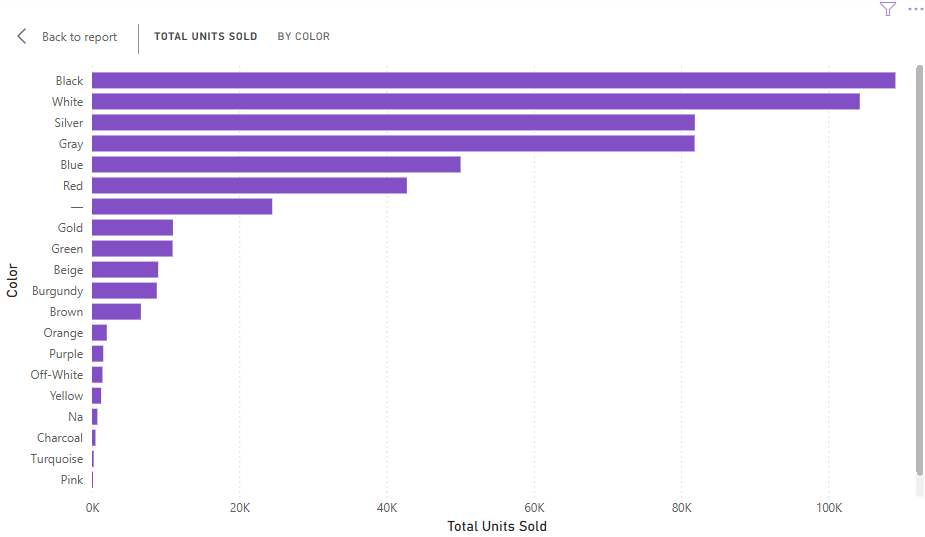 Back to report
TOTAL UNITS SOLD
BY COLOR
Color
Black
White
Silver
Gray
Blue
Red
—
Gold
Green
Beige
Burgundy
Brown
Orange
Purple
Off-White
Yellow
Na
Charcoal
Turquoise
Pink
0K 20K 40K 60K 80K 100K
Total Units Sold